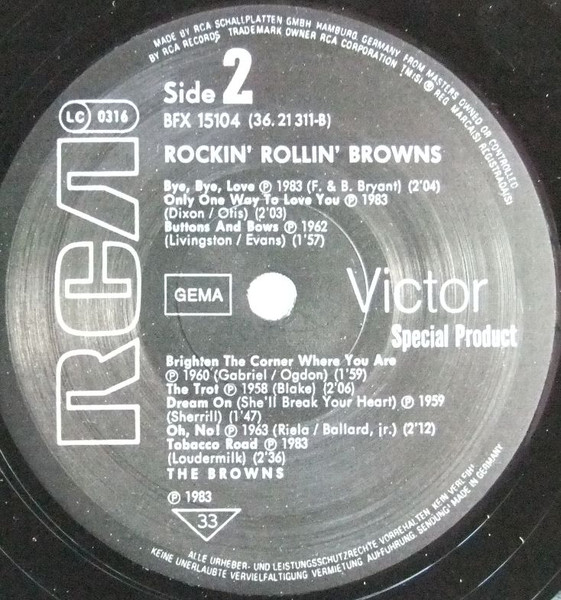 MADE BY RCA SCHALLPLATTEN GMBH HAMBURG, GERMANY FROM MASTERS OWNED OR CONTROLLED
BY RCA RECORDS TRADEMARK OWNER RCA CORPORATION TM(S) ® REG MARCA(S) REGISTRADA(S)
Side 2
LC 0316
BFX 15104 (36.21311-B)
ROCKIN' ROLLIN' BROWNS
Bye, Bye, Love ℗ 1983 (F. & B. Bryant) (2'04)
Only One Way To Love You ℗ 1983
(Dixon / Otis) (2'03)
Buttons And Bows ℗ 1962
(Livingston / Evans) (1'57)
RCA
GEMA
Victor
Special Product
Brighten The Corner Where You Are
℗ 1960 (Gabriel / Ogdon) (1'59)
The Trot ℗ 1958 (Blake) (2'06)
Dream On (She'll Break Your Heart) ℗ 1959
(Sherrill) (1'47)
Oh, No! ℗ 1963 (Riela / Ballard, jr.) (2'12)
Tobacco Road ℗ 1983
(Loudermilk) (2'36)
THE BROWNS
℗ 1983
33
ALLE URHEBER- UND LEISTUNGSSCHUTZRECHTE VORBEHALTEN. KEIN VERLEIH!
KEINE UNERLAUBTE VERVIELFÄLTIGUNG VERMIETUNG, AUFFÜHRUNG, SENDUNG! MADE IN GERMANY